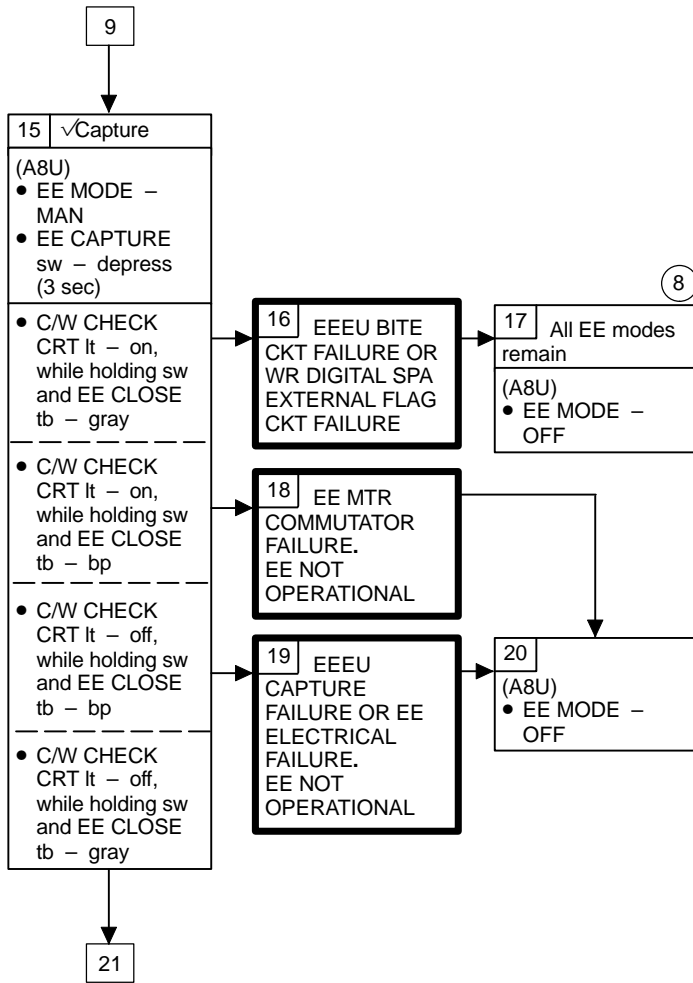 9
15 √Capture
(A8U)
● EE MODE –
MAN
● EE CAPTURE
sw – depress
(3 sec)
● C/W CHECK
CRT lt – on,
while holding sw
and EE CLOSE
tb – gray
● C/W CHECK
CRT lt – on,
while holding sw
and EE CLOSE
tb – bp
● C/W CHECK
CRT lt – off,
while holding sw
and EE CLOSE
tb – bp
● C/W CHECK
CRT lt – off,
while holding sw
and EE CLOSE
tb – gray
16 EEEU BITE
CKT FAILURE OR
WR DIGITAL SPA
EXTERNAL FLAG
CKT FAILURE
8
17 All EE modes
remain
(A8U)
● EE MODE –
OFF
18 EE MTR
COMMUTATOR
FAILURE.
EE NOT
OPERATIONAL
19 EEEU
CAPTURE
FAILURE OR EE
ELECTRICAL
FAILURE.
EE NOT
OPERATIONAL
20
(A8U)
● EE MODE –
OFF
21